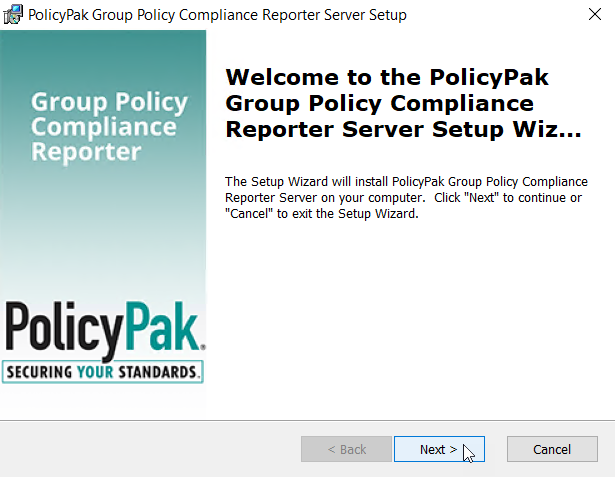 PolicyPak Group Policy Compliance Reporter Server Setup
Group Policy
Compliance
Reporter
Welcome to the PolicyPak
Group Policy Compliance
Reporter Server Setup Wiz...
The Setup Wizard will install PolicyPak Group Policy Compliance
Reporter Server on your computer.  Click "Next" to continue or
"Cancel" to exit the Setup Wizard.
PolicyPak®
SECURING YOUR STANDARDS.
< Back
Next >
Cancel